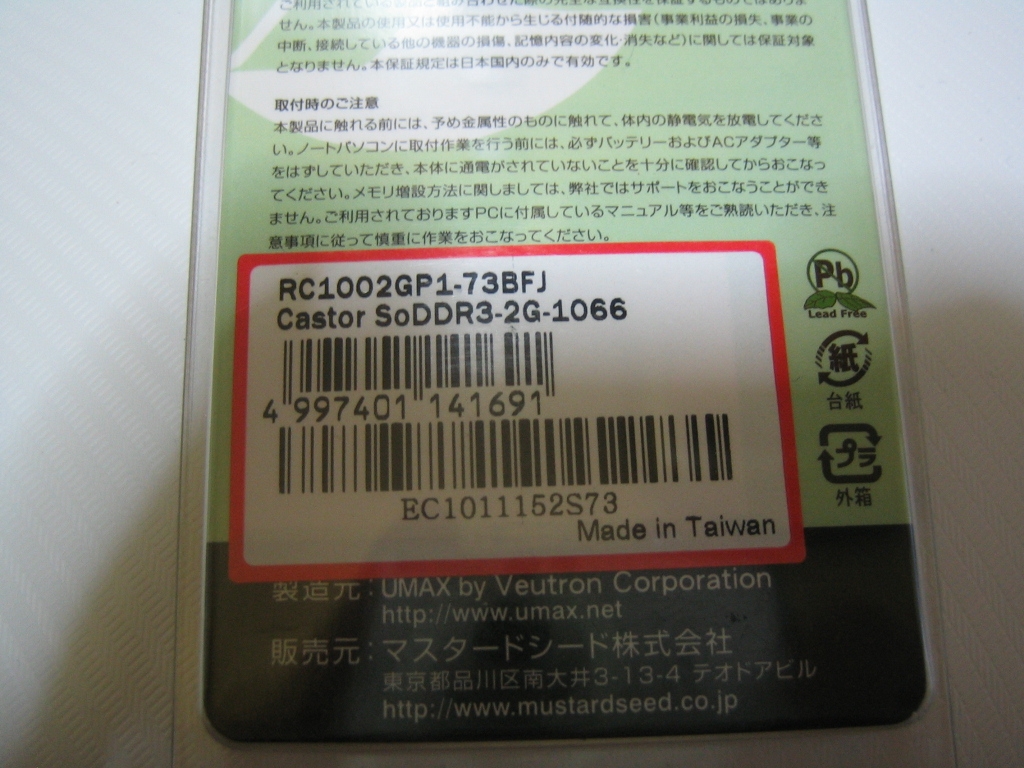 ご利用されている製品と組み合わせた際の完全な互換性を保証するものではありま
せん。本製品の使用又は使用不能から生じる付随的な損害(事業利益の損失、事業の
中断、接続している他の機器の損傷、記憶内容の変化・消失など)に関しては保証対象
となりません。本保証規定は日本国内のみで有効です。
取付時のご注意
本製品に触れる前には、予め金属性のものに触れて、体内の静電気を放電してくださ
い。ノートパソコンに取付作業を行う前には、必ずバッテリーおよびACアダプター等
をはずしていただき、本体に通電がされていないことを十分に確認してからおこなっ
てください。メモリ増設方法に関しましては、弊社ではサポートをおこなうことができ
ません。ご利用されておりますPCに付属しているマニュアル等をご熟読いただき、注
意事項に従って慎重に作業をおこなってください。
RC1002GP1-73BFJ
Castor SoDDR3-2G-1066
4 997401 141691
EC1011152S73
Made in Taiwan
Pb
Lead Free
紙
台紙
プラ
外箱
製造元:UMAX by Veutron Corporation
http://www.umax.net
販売元:マスタードシード株式会社
東京都品川区南大井3-13-4 テオドアビル
http://www.mustardseed.co.jp